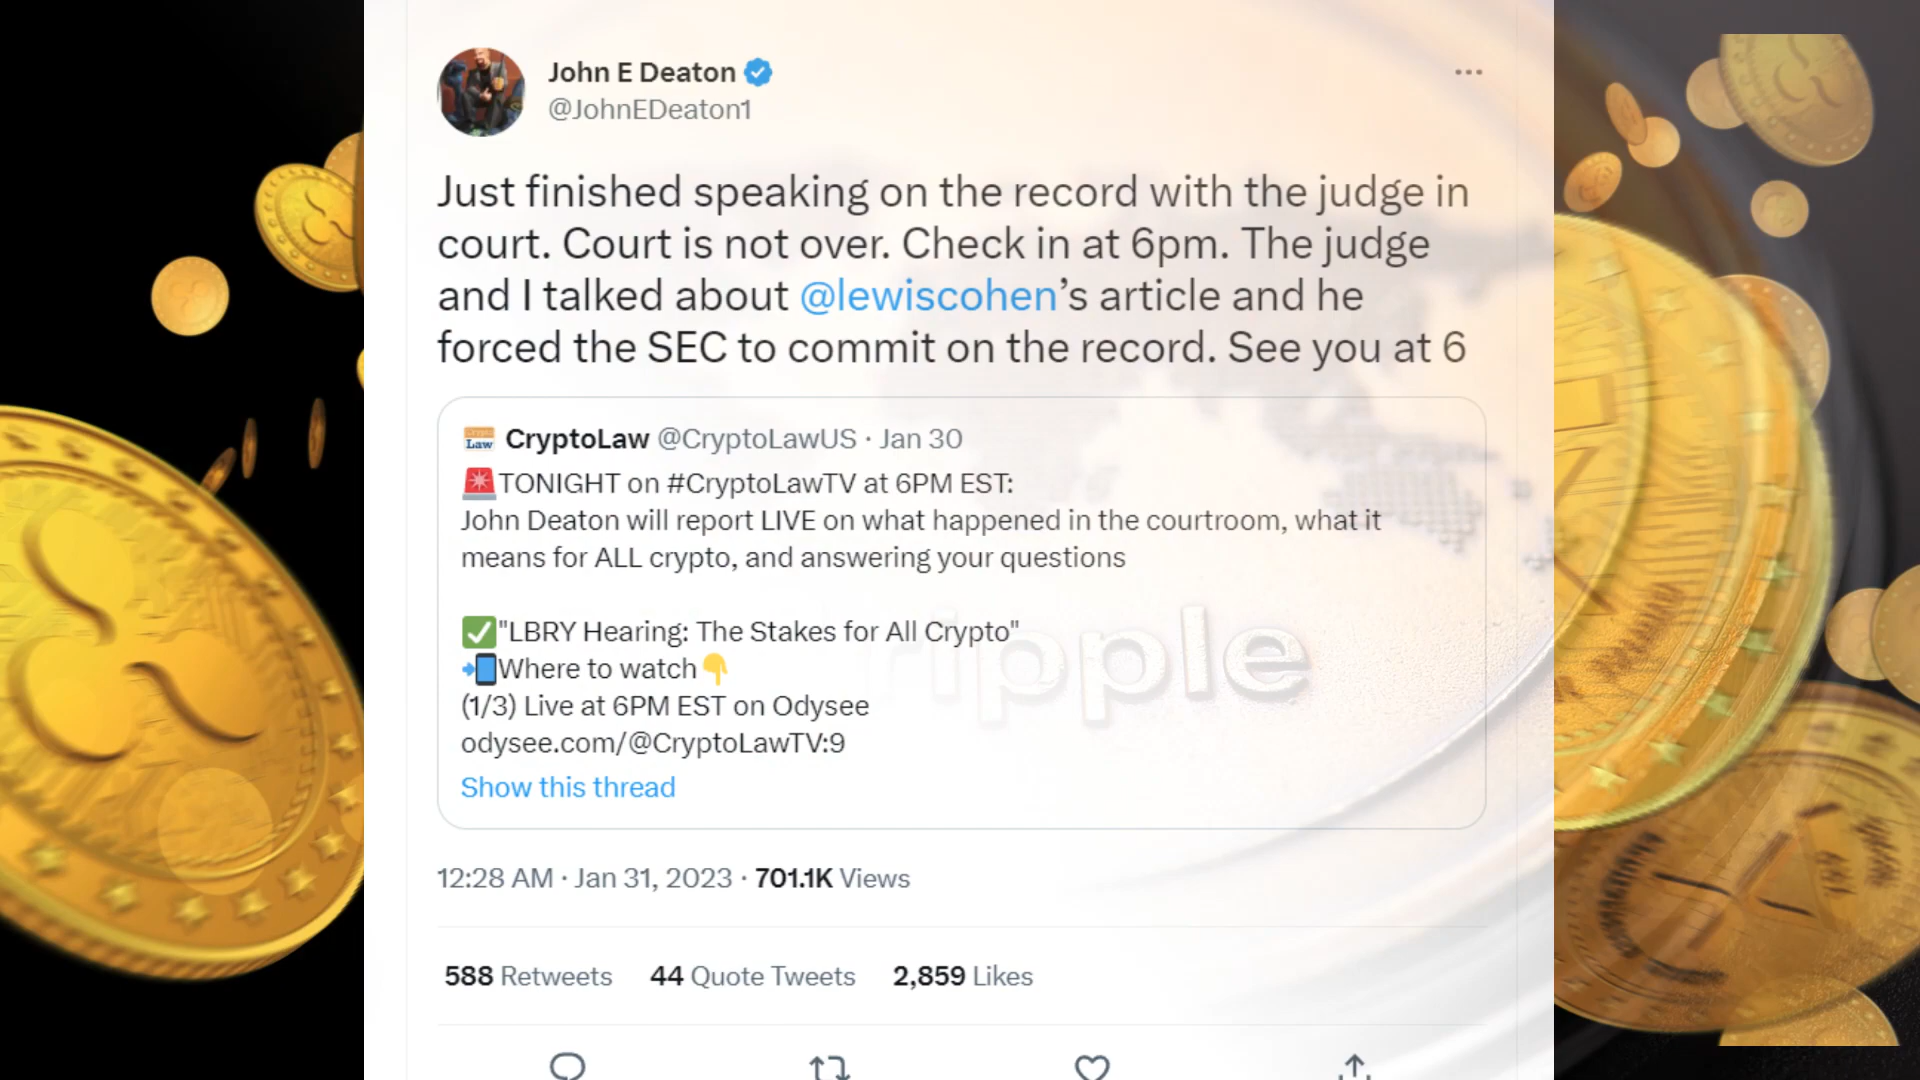 John E Deaton
@JohnEDeaton1
Just finished speaking on the record with the judge in
court. Court is not over. Check in at 6pm. The judge
and I talked about @lewiscohen’s article and he
forced the SEC to commit on the record. See you at 6
Law CryptoLaw @CryptoLawUS · Jan 30
🚨TONIGHT on #CryptoLawTV at 6PM EST:
John Deaton will report LIVE on what happened in the courtroom, what it
means for ALL crypto, and answering your questions
✅"LBRY Hearing: The Stakes for All Crypto"
📲Where to watch👇
(1/3) Live at 6PM EST on Odysee
odysee.com/@CryptoLawTV:9
Show this thread
ripple
12:28 AM · Jan 31, 2023 · 701.1K Views
588 Retweets 44 Quote Tweets 2,859 Likes